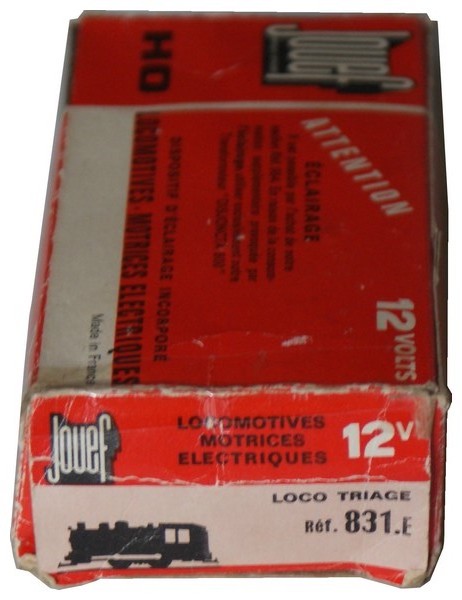 Jouef
HO
ATTENTION
ÉCLAIRAGE
DISPOSITIF D'ÉCLAIRAGE INCORPORÉ
LOCOMOTIVES MOTRICES ELECTRIQUES
12 VOLTS
Made in France
Jouef
LOCOMOTIVES
MOTRICES
ELECTRIQUES
12V
LOCO TRIAGE
Réf. 831.E